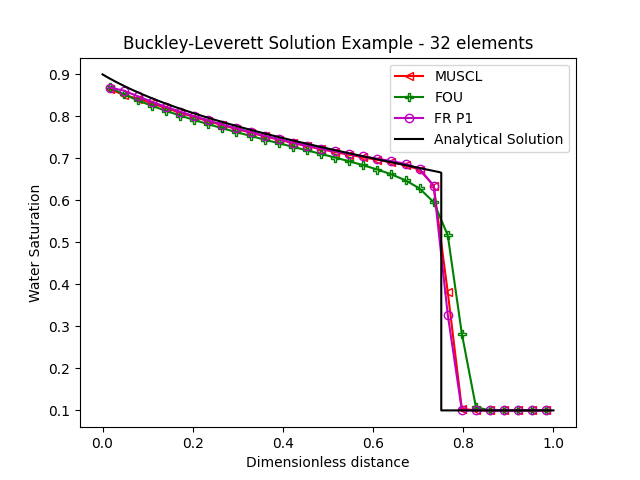 Buckley-Leverett Solution Example - 32 elements
MUSCL
FOU
FR P1
Analytical Solution
Water Saturation
0.9
0.8
0.7
0.6
0.5
0.4
0.3
0.2
0.1
0.0 0.2 0.4 0.6 0.8 1.0
Dimensionless distance